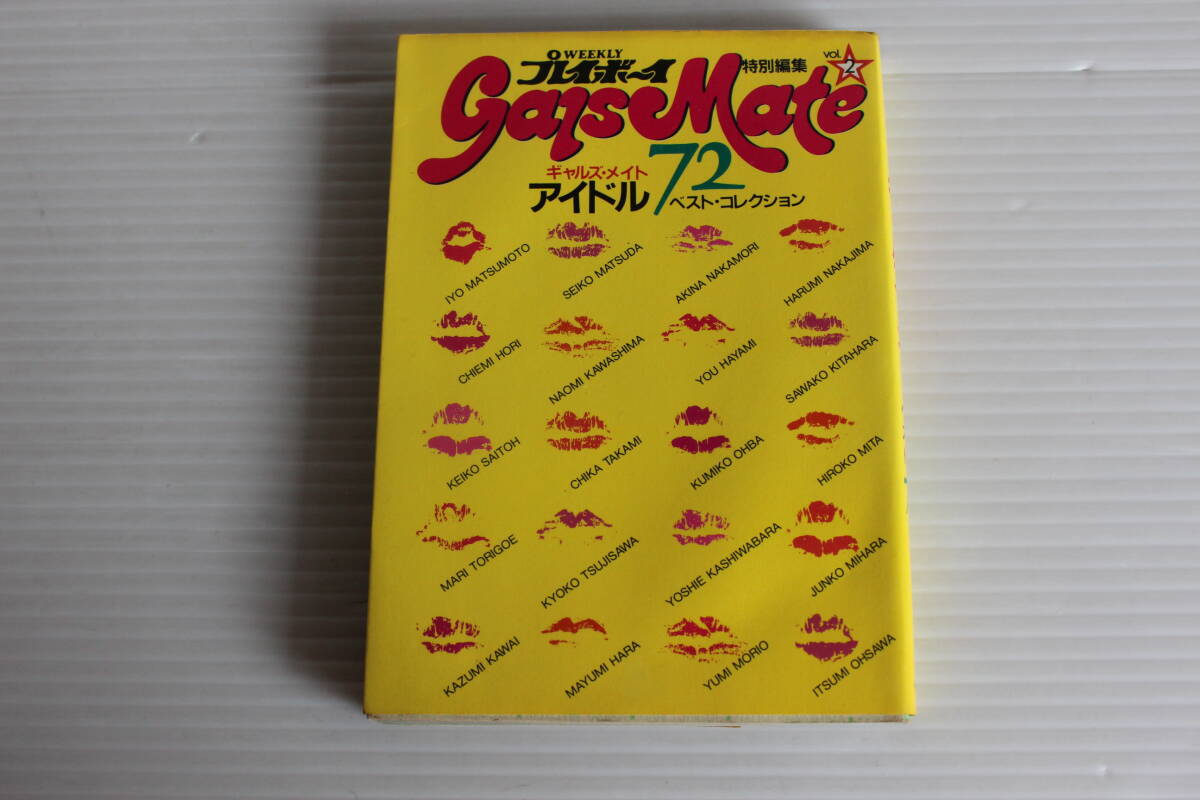 WEEKLY
プレイボーイ
特別編集
VOL.
2
GalsMate
ギャルズ・メイト
アイドル72
ベスト・コレクション
IYO MATSUMOTO
SEIKO MATSUDA
AKINA NAKAMORI
HARUMI NAKAJIMA
CHIEMI HORI
NAOMI KAWASHIMA
YOU HAYAMI
SAWAKO KITAHARA
KEIKO SAITOH
CHIKA TAKAMI
KUMIKO OHBA
HIROKO MITA
MARI TORIGOE
KYOKO TSUJISAWA
YOSHIE KASHIWABARA
JUNKO MIHARA
KAZUMI KAWAI
MAYUMI HARA
YUMI MORIO
ITSUMI OHSAWA